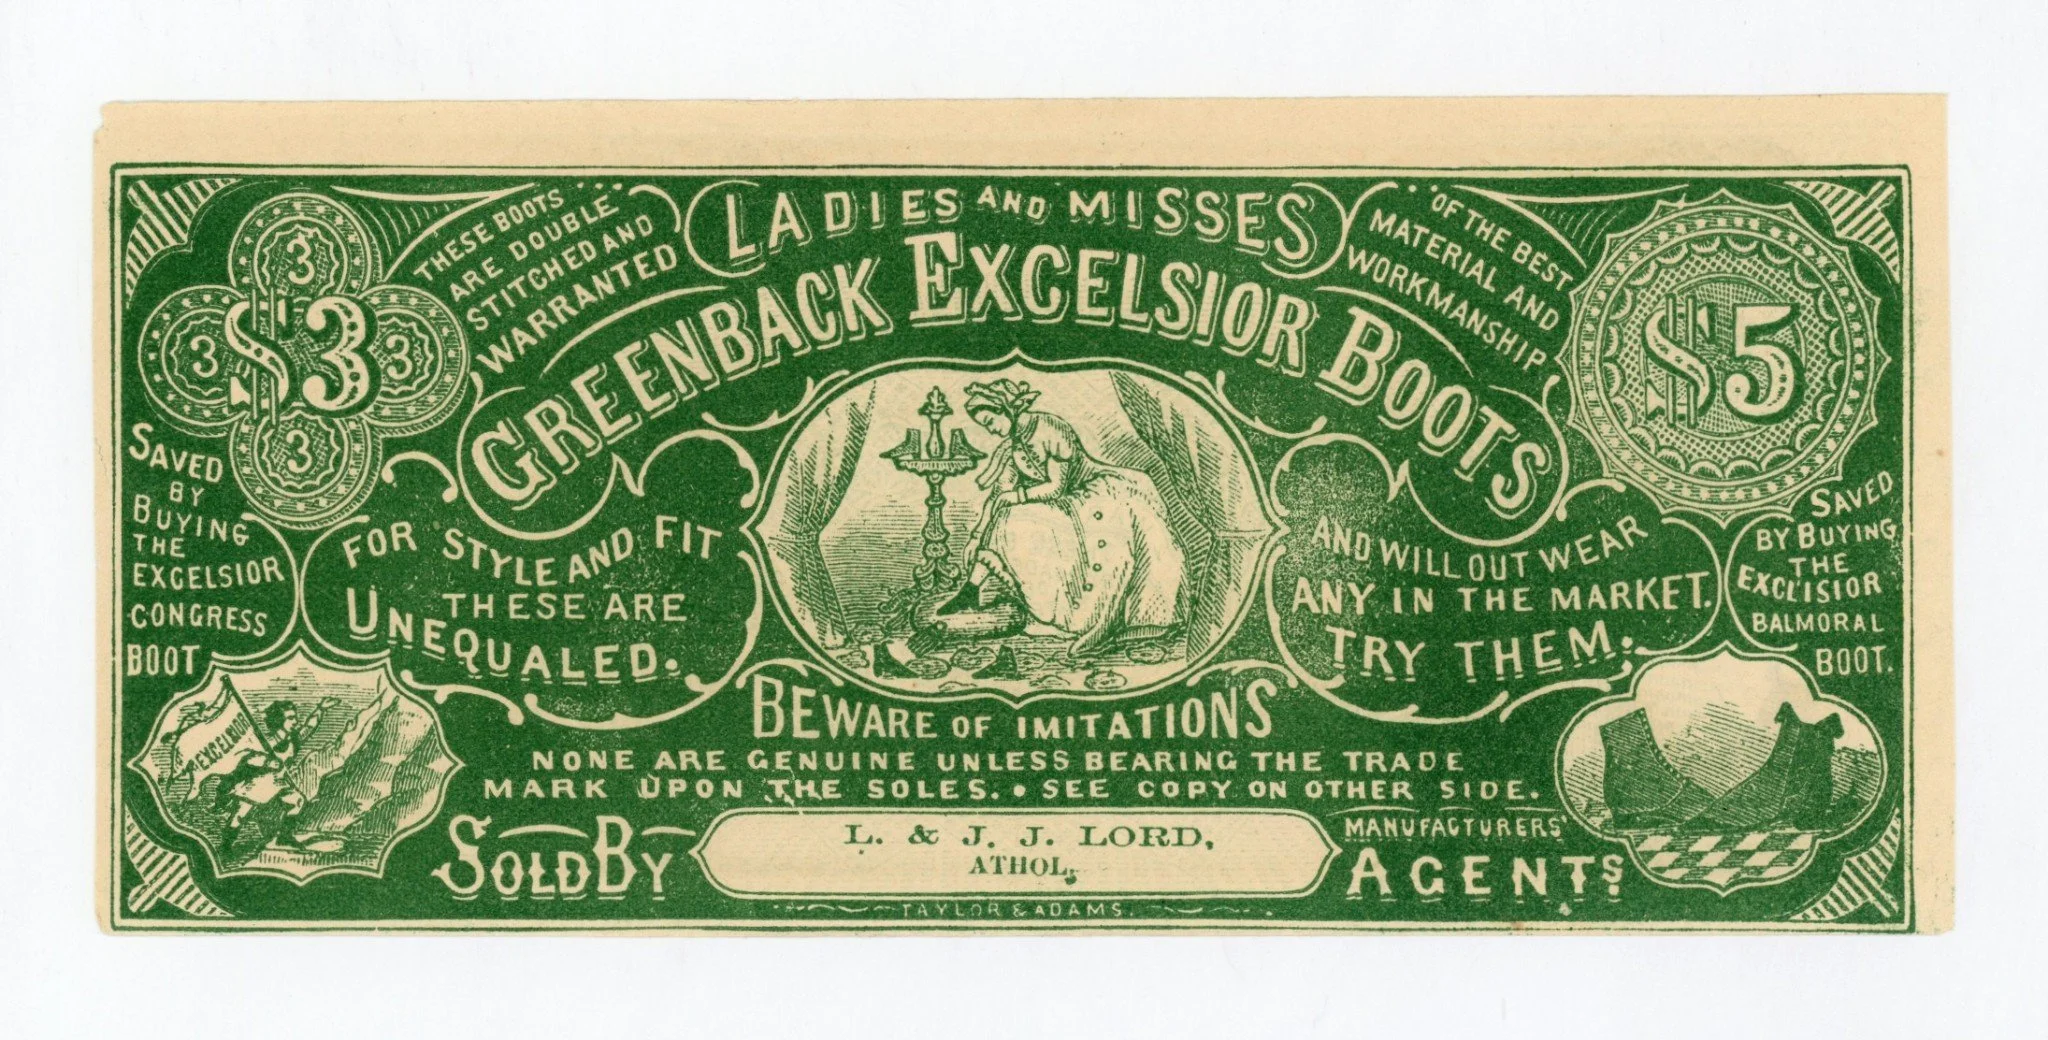 3
3
$3
3
3
THESE BOOTS
ARE DOUBLE
STITCHED AND
WARRANTED
LADIES AND MISSES
GREENBACK EXCELSIOR BOOTS
OF THE BEST
MATERIAL AND
WORKMANSHIP
$5
SAVED
BY
BUYING
THE
EXCELSIOR
CONGRESS
BOOT
FOR STYLE AND FIT
THESE ARE
UNEQUALED.
AND WILL OUT WEAR
ANY IN THE MARKET.
TRY THEM.
SAVED
BY BUYING
THE
EXCL'ISIOR
BALMORAL
BOOT.
EXCELSIOR
BEWARE OF IMITATIONS
NONE ARE GENUINE UNLESS BEARING THE TRADE
MARK UPON THE SOLES. • SEE COPY ON OTHER SIDE.
SOLD BY
L. & J. J. LORD,
ATHOL.
MANUFACTURERS'
AGENTS
TAYLOR & ADAMS.